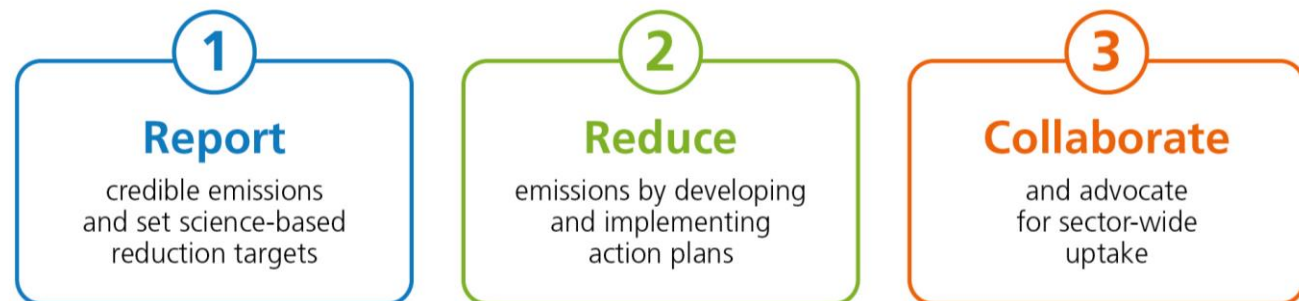 1
Report
credible emissions
and set science-based
reduction targets
2
Reduce
emissions by developing
and implementing
action plans
3
Collaborate
and advocate
for sector-wide
uptake